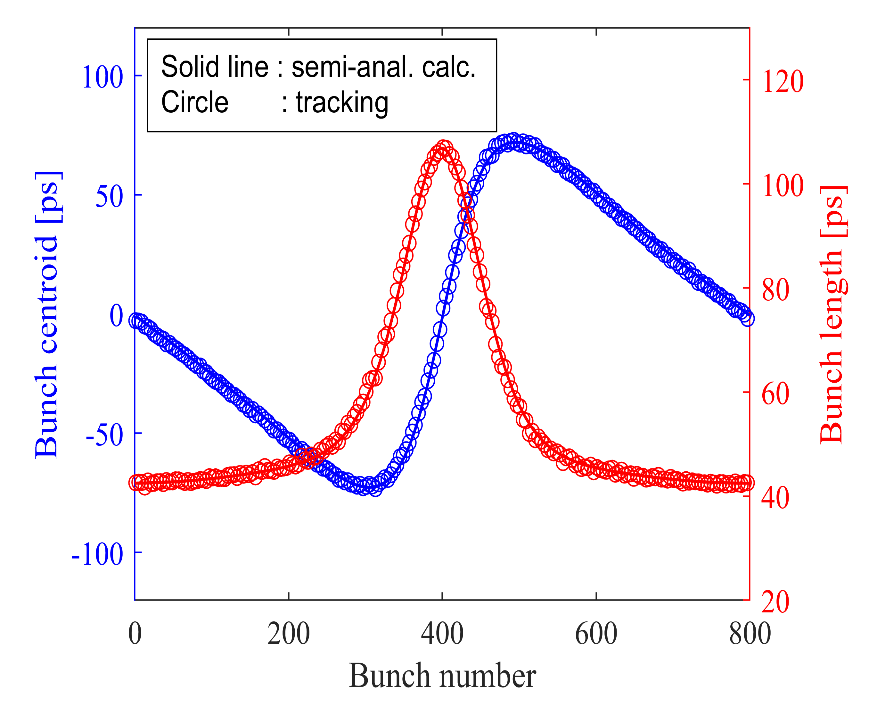 Solid line : semi-anal. calc.
Circle : tracking
100
50
0
-50
-100
Bunch centroid [ps]
120
100
80
60
40
20
Bunch length [ps]
0 200 400 600 800
Bunch number